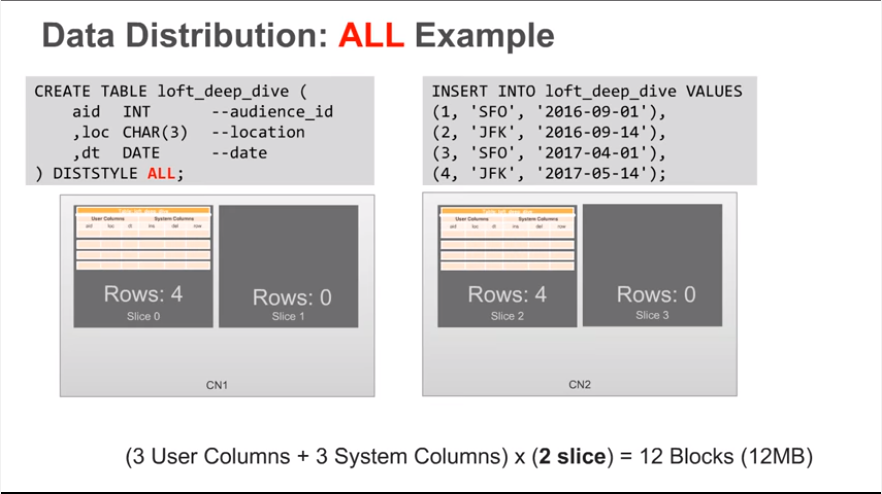 Data Distribution: ALL Example
CREATE TABLE loft_deep_dive (
aid INT --audience_id
,loc CHAR(3) --location
,dt DATE --date
) DISTSTYLE ALL;
INSERT INTO loft_deep_dive VALUES
(1, 'SFO', '2016-09-01'),
(2, 'JFK', '2016-09-14'),
(3, 'SFO', '2017-04-01'),
(4, 'JFK', '2017-05-14');
User Columns System Columns
aid loc dt ins del row
Rows: 4
Slice 0
Rows: 0
Slice 1
CN1
User Columns System Columns
aid loc dt ins del row
Rows: 4
Slice 2
Rows: 0
Slice 3
CN2
(3 User Columns + 3 System Columns) x (2 slice) = 12 Blocks (12MB)